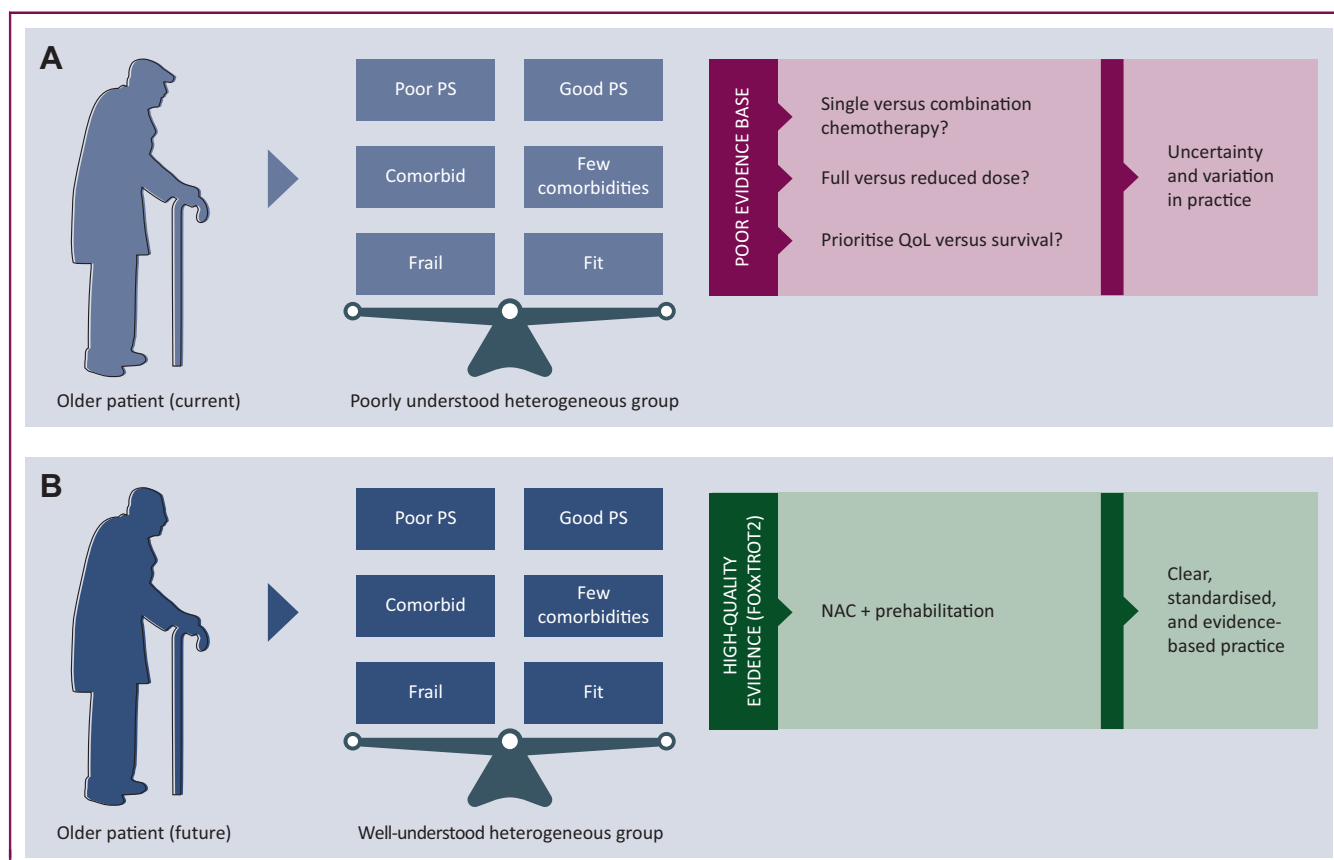 A
Poor PS
Good PS
Comorbid
Few
comorbidities
Frail
Fit
Older patient (current)
Poorly understood heterogeneous group
POOR EVIDENCE BASE
Single versus combination
chemotherapy?
Full versus reduced dose?
Prioritise QoL versus survival?
Uncertainty
and variation
in practice
B
Poor PS
Good PS
Comorbid
Few
comorbidities
Frail
Fit
Older patient (future)
Well-understood heterogeneous group
HIGH-QUALITY
EVIDENCE (FOXxTROT2)
NAC + prehabilitation
Clear,
standardised,
and evidence-
based practice